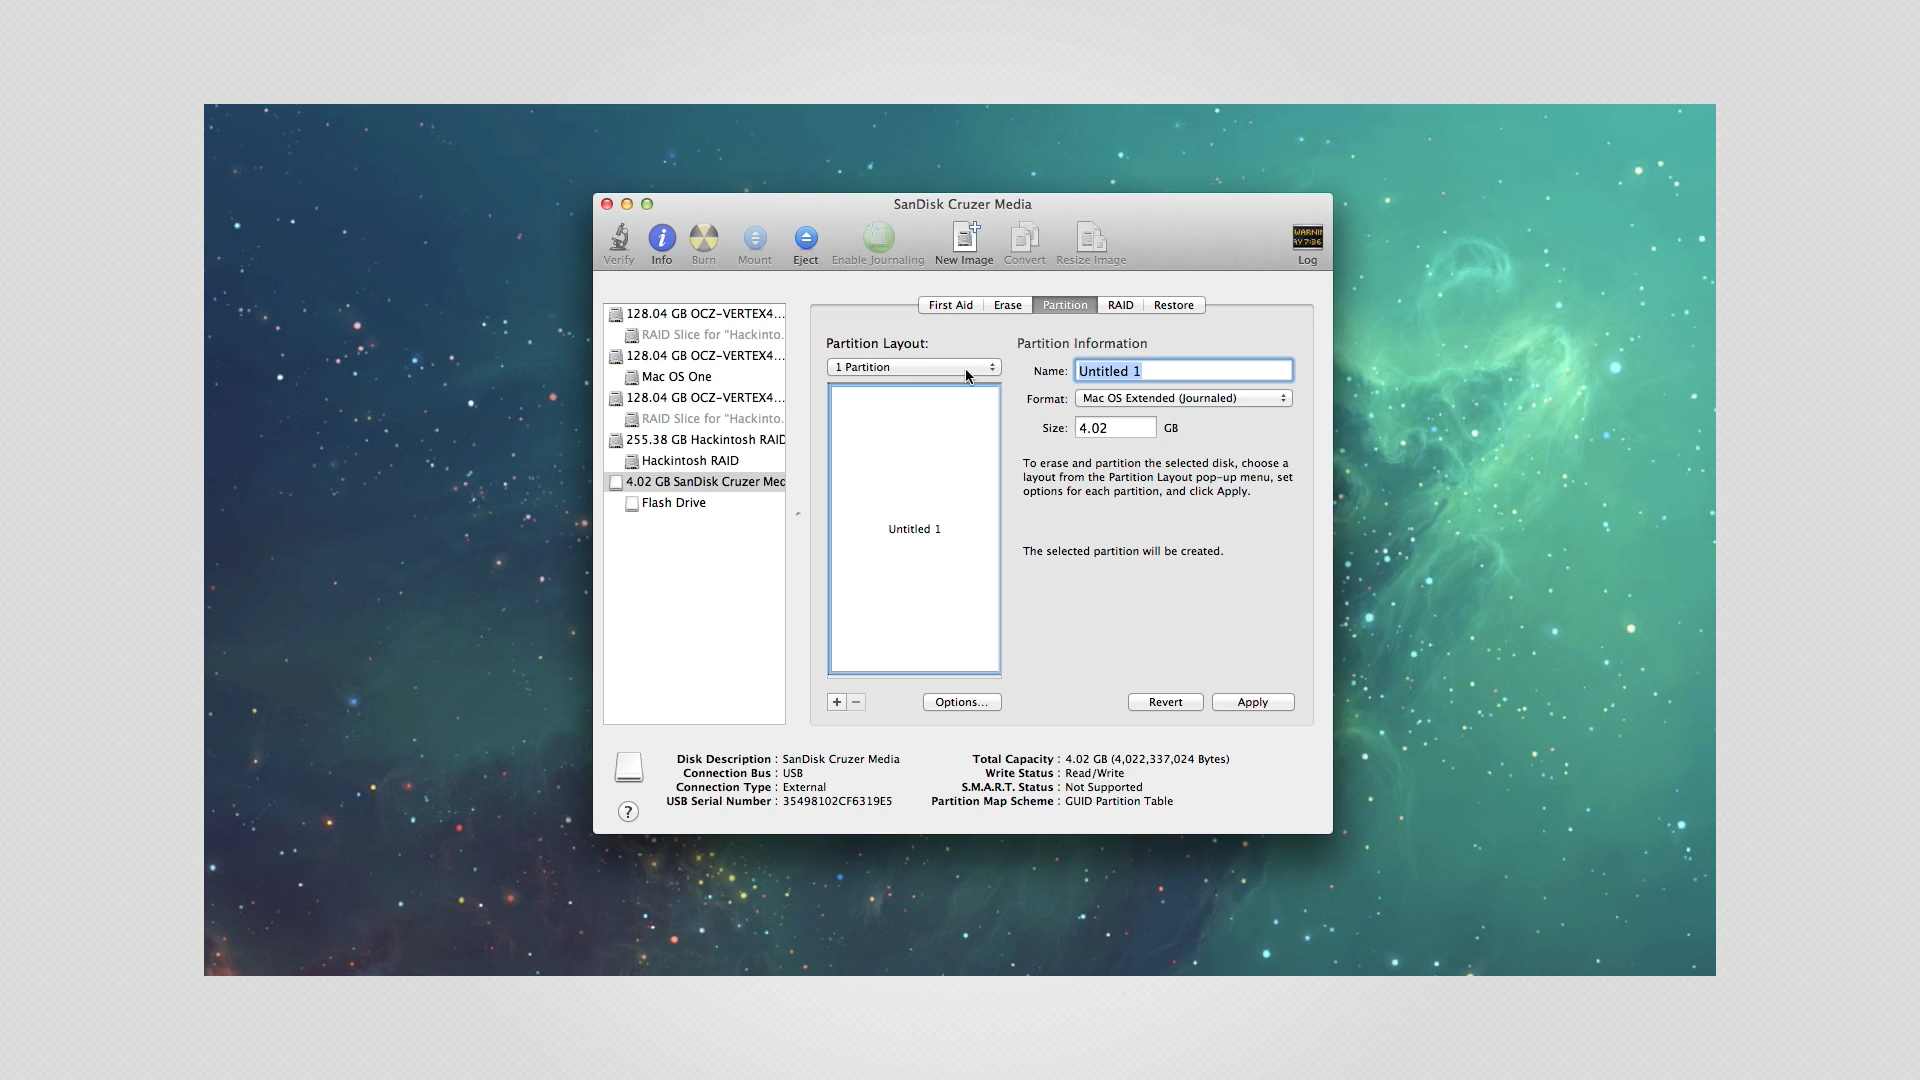 SanDisk Cruzer Media
Verify Info Burn Mount Eject Enable Journaling New Image Convert Resize Image Log
WARNIN
AY 7:36
128.04 GB OCZ-VERTEX4...
RAID Slice for "Hackinto...
128.04 GB OCZ-VERTEX4...
Mac OS One
128.04 GB OCZ-VERTEX4...
RAID Slice for "Hackinto...
255.38 GB Hackintosh RAID
Hackintosh RAID
4.02 GB SanDisk Cruzer Med
Flash Drive
First Aid Erase Partition RAID Restore
Partition Layout:
1 Partition
Untitled 1
+ −
Options...
Partition Information
Name: Untitled 1
Format: Mac OS Extended (Journaled)
Size: 4.02 GB
To erase and partition the selected disk, choose a
layout from the Partition Layout pop-up menu, set
options for each partition, and click Apply.
The selected partition will be created.
Revert Apply
Disk Description : SanDisk Cruzer Media
Connection Bus : USB
Connection Type : External
USB Serial Number : 35498102CF6319E5
Total Capacity : 4.02 GB (4,022,337,024 Bytes)
Write Status : Read/Write
S.M.A.R.T. Status : Not Supported
Partition Map Scheme : GUID Partition Table
?